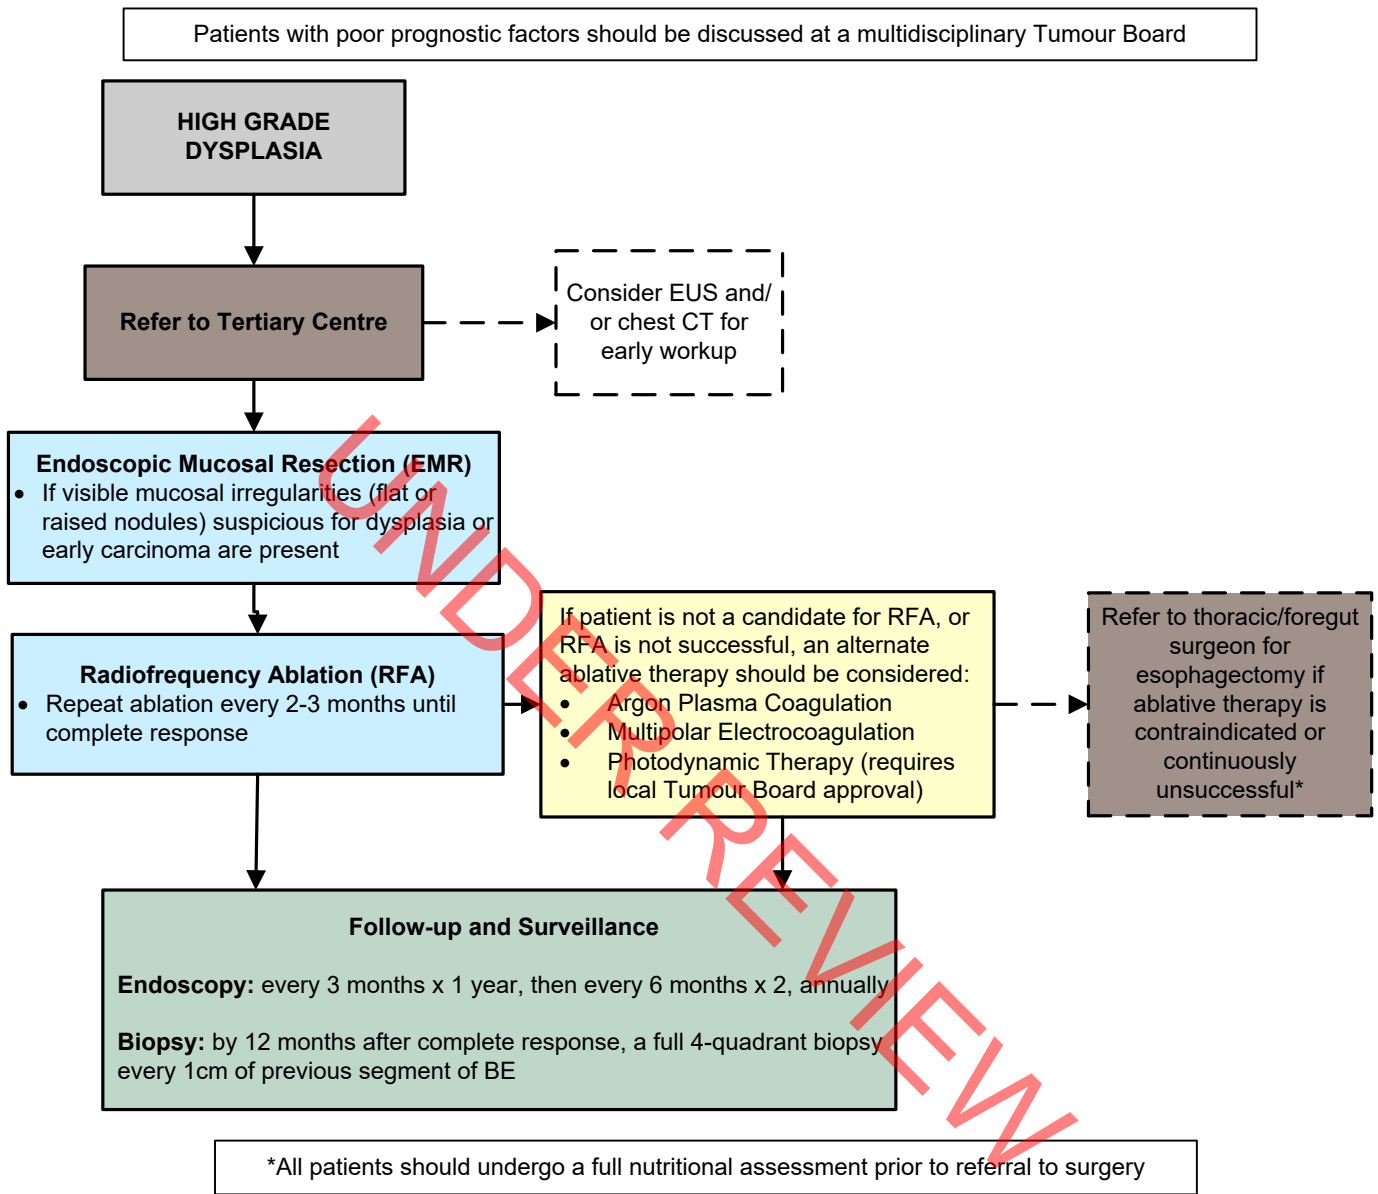 Patients with poor prognostic factors should be discussed at a multidisciplinary Tumour Board
HIGH GRADE
DYSPLASIA
Refer to Tertiary Centre
Consider EUS and/
or chest CT for
early workup
Endoscopic Mucosal Resection (EMR)
• If visible mucosal irregularities (flat or
raised nodules) suspicious for dysplasia or
early carcinoma are present
Radiofrequency Ablation (RFA)
• Repeat ablation every 2-3 months until
complete response
If patient is not a candidate for RFA, or
RFA is not successful, an alternate
ablative therapy should be considered:
• Argon Plasma Coagulation
• Multipolar Electrocoagulation
• Photodynamic Therapy (requires
local Tumour Board approval)
Refer to thoracic/foregut
surgeon for
esophagectomy if
ablative therapy is
contraindicated or
continuously
unsuccessful*
Follow-up and Surveillance
Endoscopy: every 3 months x 1 year, then every 6 months x 2, annually
Biopsy: by 12 months after complete response, a full 4-quadrant biopsy
every 1cm of previous segment of BE
*All patients should undergo a full nutritional assessment prior to referral to surgery
UNDER REVIEW